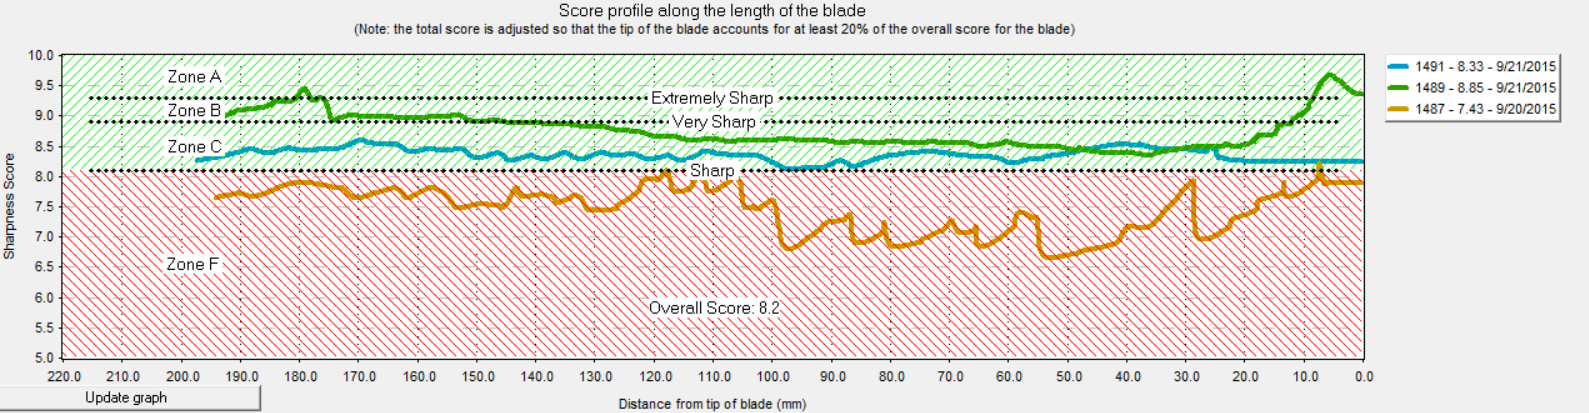 Score profile along the length of the blade
(Note: the total score is adjusted so that the tip of the blade accounts for at least 20% of the overall score for the blade)
10.0
9.5
9.0
8.5
8.0
7.5
7.0
6.5
6.0
5.5
5.0
Sharpness Score
Zone A
Extremely Sharp
Zone B
Very Sharp
Zone C
Sharp
Zone F
Overall Score: 8.2
1491 - 8.33 - 9/21/2015
1489 - 8.85 - 9/21/2015
1487 - 7.43 - 9/20/2015
220.0 210.0 200.0 190.0 180.0 170.0 160.0 150.0 140.0 130.0 120.0 110.0 100.0 90.0 80.0 70.0 60.0 50.0 40.0 30.0 20.0 10.0 0.0
Update graph
Distance from tip of blade (mm)